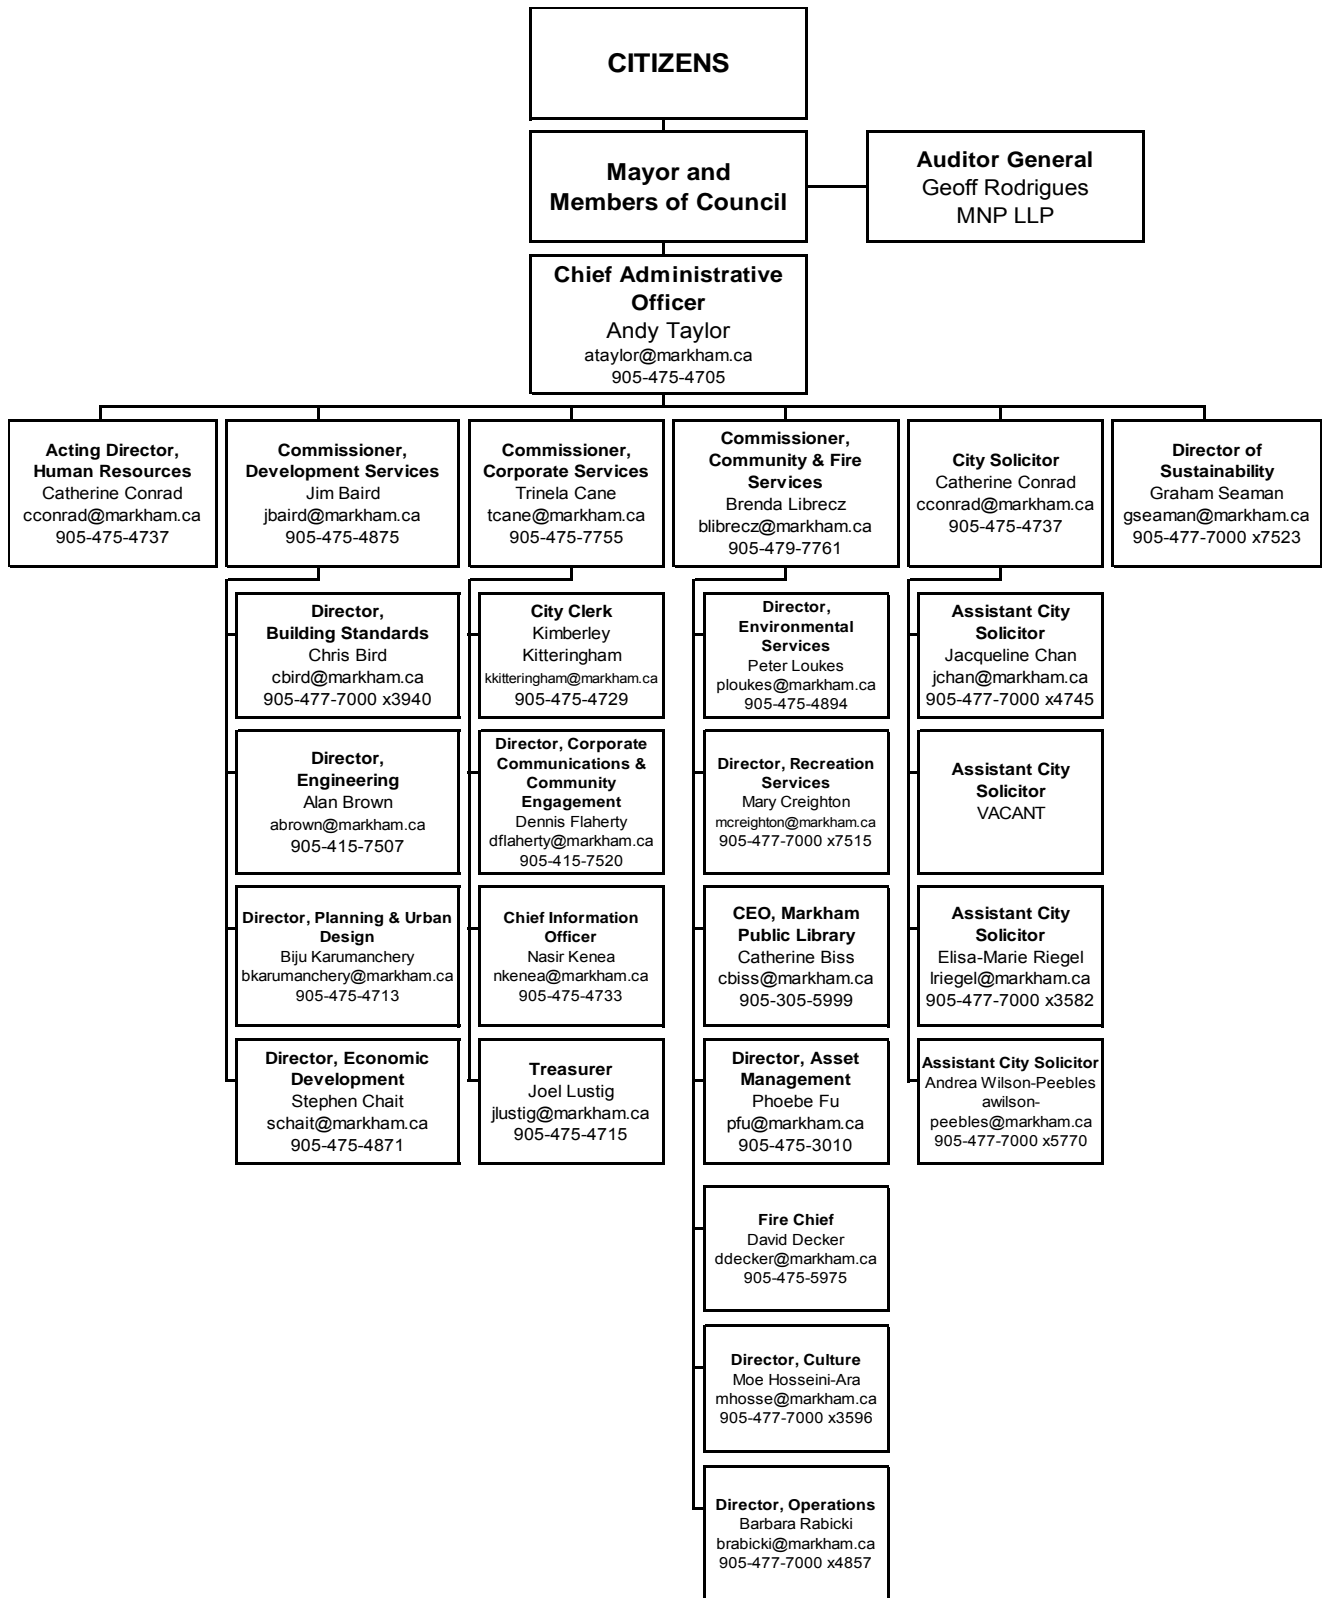 CITIZENS
Mayor and
Members of Council
Auditor General
Geoff Rodrigues
MNP LLP
Chief Administrative
Officer
Andy Taylor
ataylor@markham.ca
905-475-4705
Acting Director,
Human Resources
Catherine Conrad
cconrad@markham.ca
905-475-4737
Commissioner,
Development Services
Jim Baird
jbaird@markham.ca
905-475-4875
Commissioner,
Corporate Services
Trinela Cane
tcane@markham.ca
905-475-7755
Commissioner,
Community & Fire
Services
Brenda Librecz
blibrecz@markham.ca
905-479-7761
City Solicitor
Catherine Conrad
cconrad@markham.ca
905-475-4737
Director of
Sustainability
Graham Seaman
gseaman@markham.ca
905-477-7000 x7523
Director,
Building Standards
Chris Bird
cbird@markham.ca
905-477-7000 x3940
City Clerk
Kimberley
Kitteringham
kkitteringham@markham.ca
905-475-4729
Director,
Environmental
Services
Peter Loukes
ploukes@markham.ca
905-475-4894
Assistant City
Solicitor
Jacqueline Chan
jchan@markham.ca
905-477-7000 x4745
Director,
Engineering
Alan Brown
abrown@markham.ca
905-415-7507
Director, Corporate
Communications &
Community
Engagement
Dennis Flaherty
dflaherty@markham.ca
905-415-7520
Director, Recreation
Services
Mary Creighton
mcreighton@markham.ca
905-477-7000 x7515
Assistant City
Solicitor
VACANT
Director, Planning & Urban
Design
Biju Karumanchery
bkarumanchery@markham.ca
905-475-4713
Chief Information
Officer
Nasir Kenea
nkenea@markham.ca
905-475-4733
CEO, Markham
Public Library
Catherine Biss
cbiss@markham.ca
905-305-5999
Assistant City
Solicitor
Elisa-Marie Riegel
lriegel@markham.ca
905-477-7000 x3582
Director, Economic
Development
Stephen Chait
schait@markham.ca
905-475-4871
Treasurer
Joel Lustig
jlustig@markham.ca
905-475-4715
Director, Asset
Management
Phoebe Fu
pfu@markham.ca
905-475-3010
Assistant City Solicitor
Andrea Wilson-Peebles
awilson-
peebles@markham.ca
905-477-7000 x5770
Fire Chief
David Decker
ddecker@markham.ca
905-475-5975
Director, Culture
Moe Hosseini-Ara
mhosse@markham.ca
905-477-7000 x3596
Director, Operations
Barbara Rabicki
brabicki@markham.ca
905-477-7000 x4857